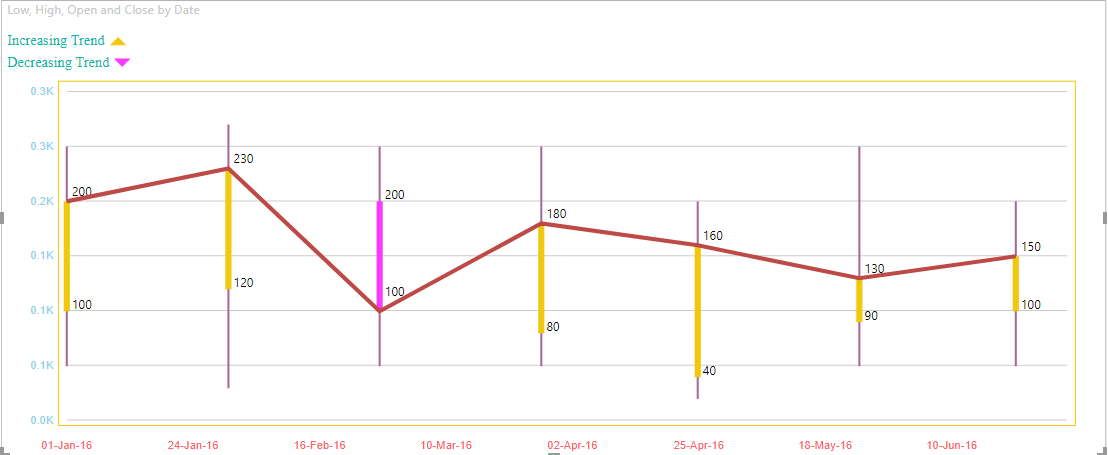 Low, High, Open and Close by Date
Increasing Trend
Decreasing Trend
0.3K
0.3K
0.2K
0.1K
0.1K
0.1K
0.0K
200
100
230
120
200
100
180
80
160
40
130
90
150
100
01-Jan-16 24-Jan-16 16-Feb-16 10-Mar-16 02-Apr-16 25-Apr-16 18-May-16 10-Jun-16